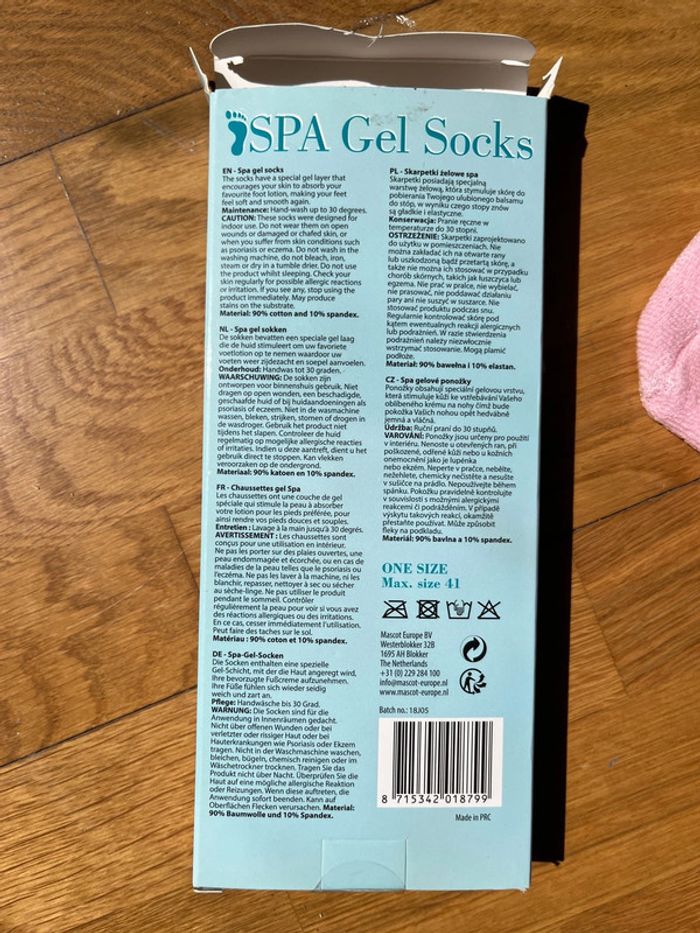 SPA Gel Socks
EN - Spa gel socks
The socks have a special gel layer that
encourages your skin to absorb your
favourite foot lotion, making your feet
feel soft and smooth again.
Maintenance: Hand-wash up to 30 degrees.
CAUTION: These socks were designed for
indoor use. Do not wear them on open
wounds or damaged or chafed skin, or
when you suffer from skin conditions such
as psoriasis or eczema. Do not wash in the
washing machine, do not bleach, iron,
steam or dry in a tumble drier. Do not use
the product whilst sleeping. Check your
skin regularly for possible allergic reactions
or irritation. If you see any, stop using the
product immediately. May produce
stains on the substrate.
Material: 90% cotton and 10% spandex.
NL - Spa gel sokken
De sokken bevatten een speciale gel laag
die de huid stimuleert om uw favoriete
voetlotion op te nemen waardoor uw
voeten weer zijdezacht en soepel aanvoelen.
Onderhoud: Handwas tot 30 graden.
WAARSCHUWING: De sokken zijn
ontworpen voor binnenshuis gebruik. Niet
dragen op open wonden, een beschadigde,
geschaafde huid of bij huidaandoeningen als
psoriasis of eczeem. Niet in de wasmachine
wassen, bleken, strijken, stomen of drogen in
de wasdroger. Gebruik het product niet
tijdens het slapen. Controleer de huid
regelmatig op mogelijke allergische reacties
of irritaties. Indien u deze aantreft, dient u het
gebruik direct te stoppen. Kan vlekken
veroorzaken op de ondergrond.
Materiaal: 90% katoen en 10% spandex.
FR - Chaussettes gel Spa
Les chaussettes ont une couche de gel
spéciale qui stimule la peau à absorber
votre lotion pour les pieds préférée, pour
ainsi rendre vos pieds doux et souples.
Entretien : Lavage à la main jusqu'à 30 degrés.
AVERTISSEMENT : Les chaussettes sont
conçus pour une utilisation en intérieur.
Ne pas les porter sur des plaies ouvertes, une
peau endommagée et écorchée, ou en cas de
maladies de la peau telles que le psoriasis ou
l'eczéma. Ne pas les laver à la machine, ni les
blanchir, repasser, nettoyer à sec ou sécher
au sèche-linge. Ne pas utiliser le produit
pendant le sommeil. Contrôler
régulièrement la peau pour voir si vous avez
des réactions allergiques ou des irritations.
En ce cas, cesser immédiatement l'utilisation.
Peut faire des taches sur le sol.
Matériau : 90% coton et 10% spandex.
DE - Spa-Gel-Socken
Die Socken enthalten eine spezielle
Gel-Schicht, mit der die Haut angeregt wird,
Ihre bevorzugte Fußcreme aufzunehmen.
Ihre Füße fühlen sich wieder seidig
weich und zart an.
Pflege: Handwäsche bis 30 Grad.
WARNUNG: Die Socken sind für die
Anwendung in Innenräumen gedacht.
Nicht über offenen Wunden oder bei
verletzter oder rissiger Haut oder bei
Hauterkrankungen wie Psoriasis oder Ekzem
tragen. Nicht in der Waschmaschine waschen,
bleichen, bügeln, chemisch reinigen oder im
Wäschetrockner trocknen. Tragen Sie das
Produkt nicht über Nacht. Überprüfen Sie die
Haut auf eine mögliche allergische Reaktion
oder Reizungen. Wenn diese auftreten, die
Anwendung sofort beenden. Kann auf
Oberflächen Flecken verursachen. Material:
90% Baumwolle und 10% Spandex.
PL - Skarpetki żelowe spa
Skarpetki posiadają specjalną
warstwę żelową, która stymuluje skórę do
pobierania Twojego ulubionego balsamu
do stóp, w wyniku czego stopy znów
są gładkie i elastyczne.
Konserwacja: Pranie ręczne w
temperaturze do 30 stopni.
OSTRZEŻENIE: Skarpetki zaprojektowano
do użytku w pomieszczeniach. Nie
można zakładać ich na otwarte rany
lub uszkodzoną bądź przetartą skórę, a
także nie można ich stosować w przypadku
chorób skórnych, takich jak łuszczyca lub
egzema. Nie prać w pralce, nie wybielać,
nie prasować, nie poddawać działaniu
pary ani nie suszyć w suszarce. Nie
stosować produktu podczas snu.
Regularnie kontrolować skórę pod
kątem ewentualnych reakcji alergicznych
lub podrażnień. W razie stwierdzenia
podrażnień należy niezwłocznie
wstrzymać stosowanie. Mogą plamić
podłoże.
Materiał: 90% bawełna i 10% elastan.
CZ - Spa gelové ponožky
Ponožky obsahují speciální gelovou vrstvu,
která stimuluje kůži ke vstřebávání Vašeho
oblíbeného krému na nohy čímž bude
pokožka Vašich nohou opět hedvábně
jemná a vláčná.
Údržba: Ruční praní do 30 stupňů.
VAROVÁNÍ: Ponožky jsou určeny pro použití
v interiéru. Nenoste u otevřených ran, při
poškozené, odřené kůži nebo u kožních
onemocnění jako je lupénka
nebo ekzém. Neperte v pračce, nebělte,
nežehlete, chemicky nečistěte a nesušte
v sušičce na prádlo. Nepoužívejte během
spánku. Pokožku pravidelně kontrolujte
v souvislosti s možnými alergickými
reakcemi či podrážděním. V případě
výskytu takových reakcí, okamžitě
přestaňte používat. Může způsobit
fleky na podkladu.
Materiál: 90% bavlna a 10% spandex.
ONE SIZE
Max. size 41
Mascot Europe BV
Westerblokker 32B
1695 AH Blokker
The Netherlands
+31 (0) 229 284 100
info@mascot-europe.nl
www.mascot-europe.nl
Batch no.: 18J05
8 715342 018799
Made in PRC